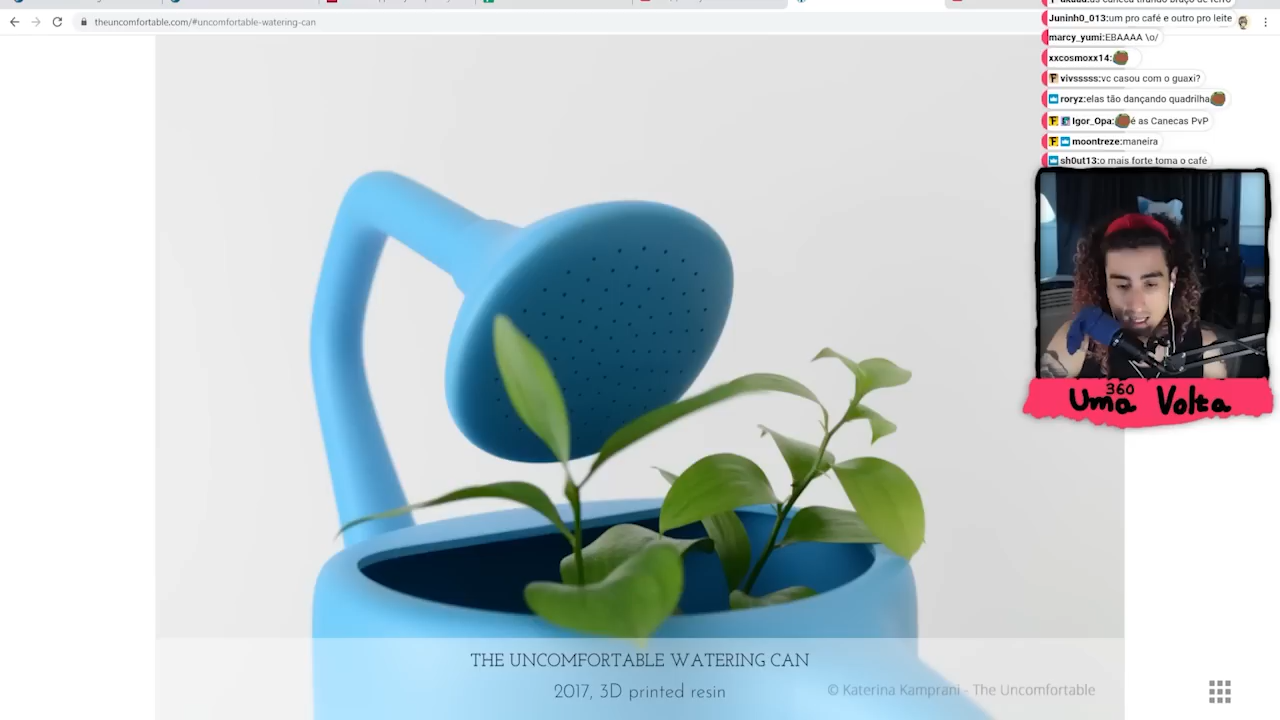 theuncomfortable.com/#uncomfortable-watering-can
Juninh0_013:um pro café e outro pro leite
marcy_yumi:EBAAAA \o/
xxcosmoxx14:
vivsssss:vc casou com o guaxi?
roryz:elas tão dançando quadrilha
Igor_Opa:é as Canecas PvP
moontreze:maneira
sh0ut13:o mais forte toma o café
360
Uma Volta
THE UNCOMFORTABLE WATERING CAN
2017, 3D printed resin
© Katerina Kamprani - The Uncomfortable